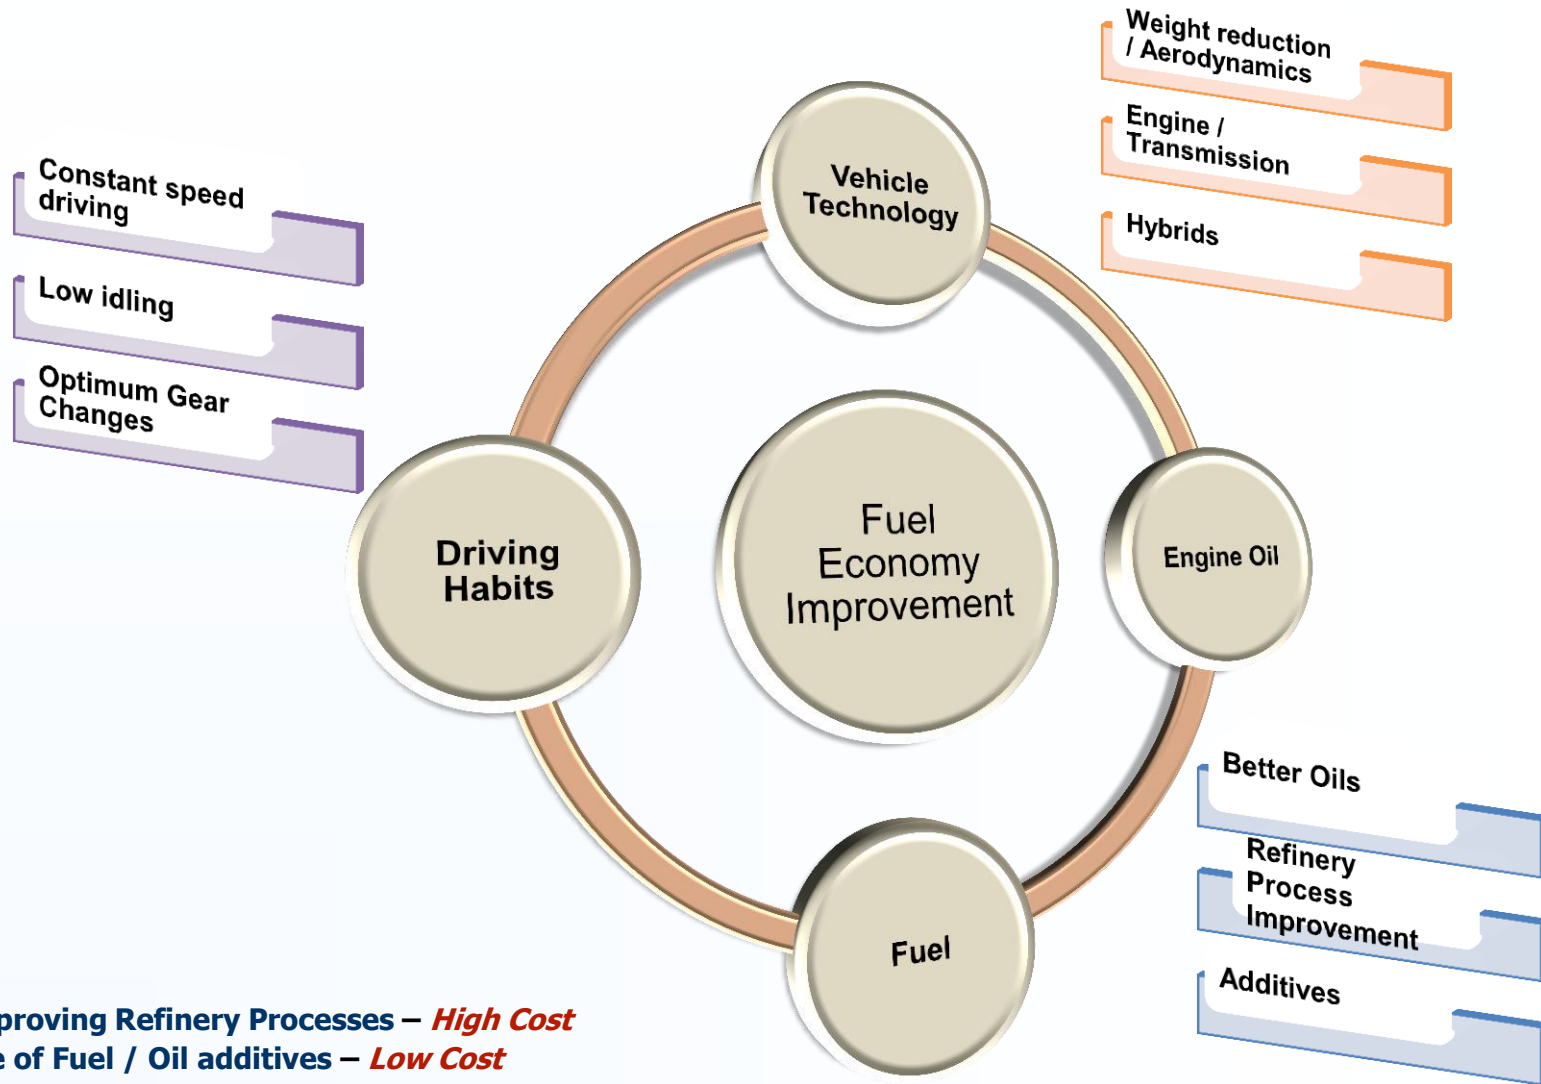 Weight reduction
/ Aerodynamics
Engine /
Transmission
Hybrids
Constant speed
driving
Low idling
Optimum Gear
Changes
Vehicle
Technology
Driving
Habits
Fuel
Economy
Improvement
Engine Oil
Fuel
Better Oils
Refinery
Process
Improvement
Additives
proving Refinery Processes – High Cost
e of Fuel / Oil additives – Low Cost